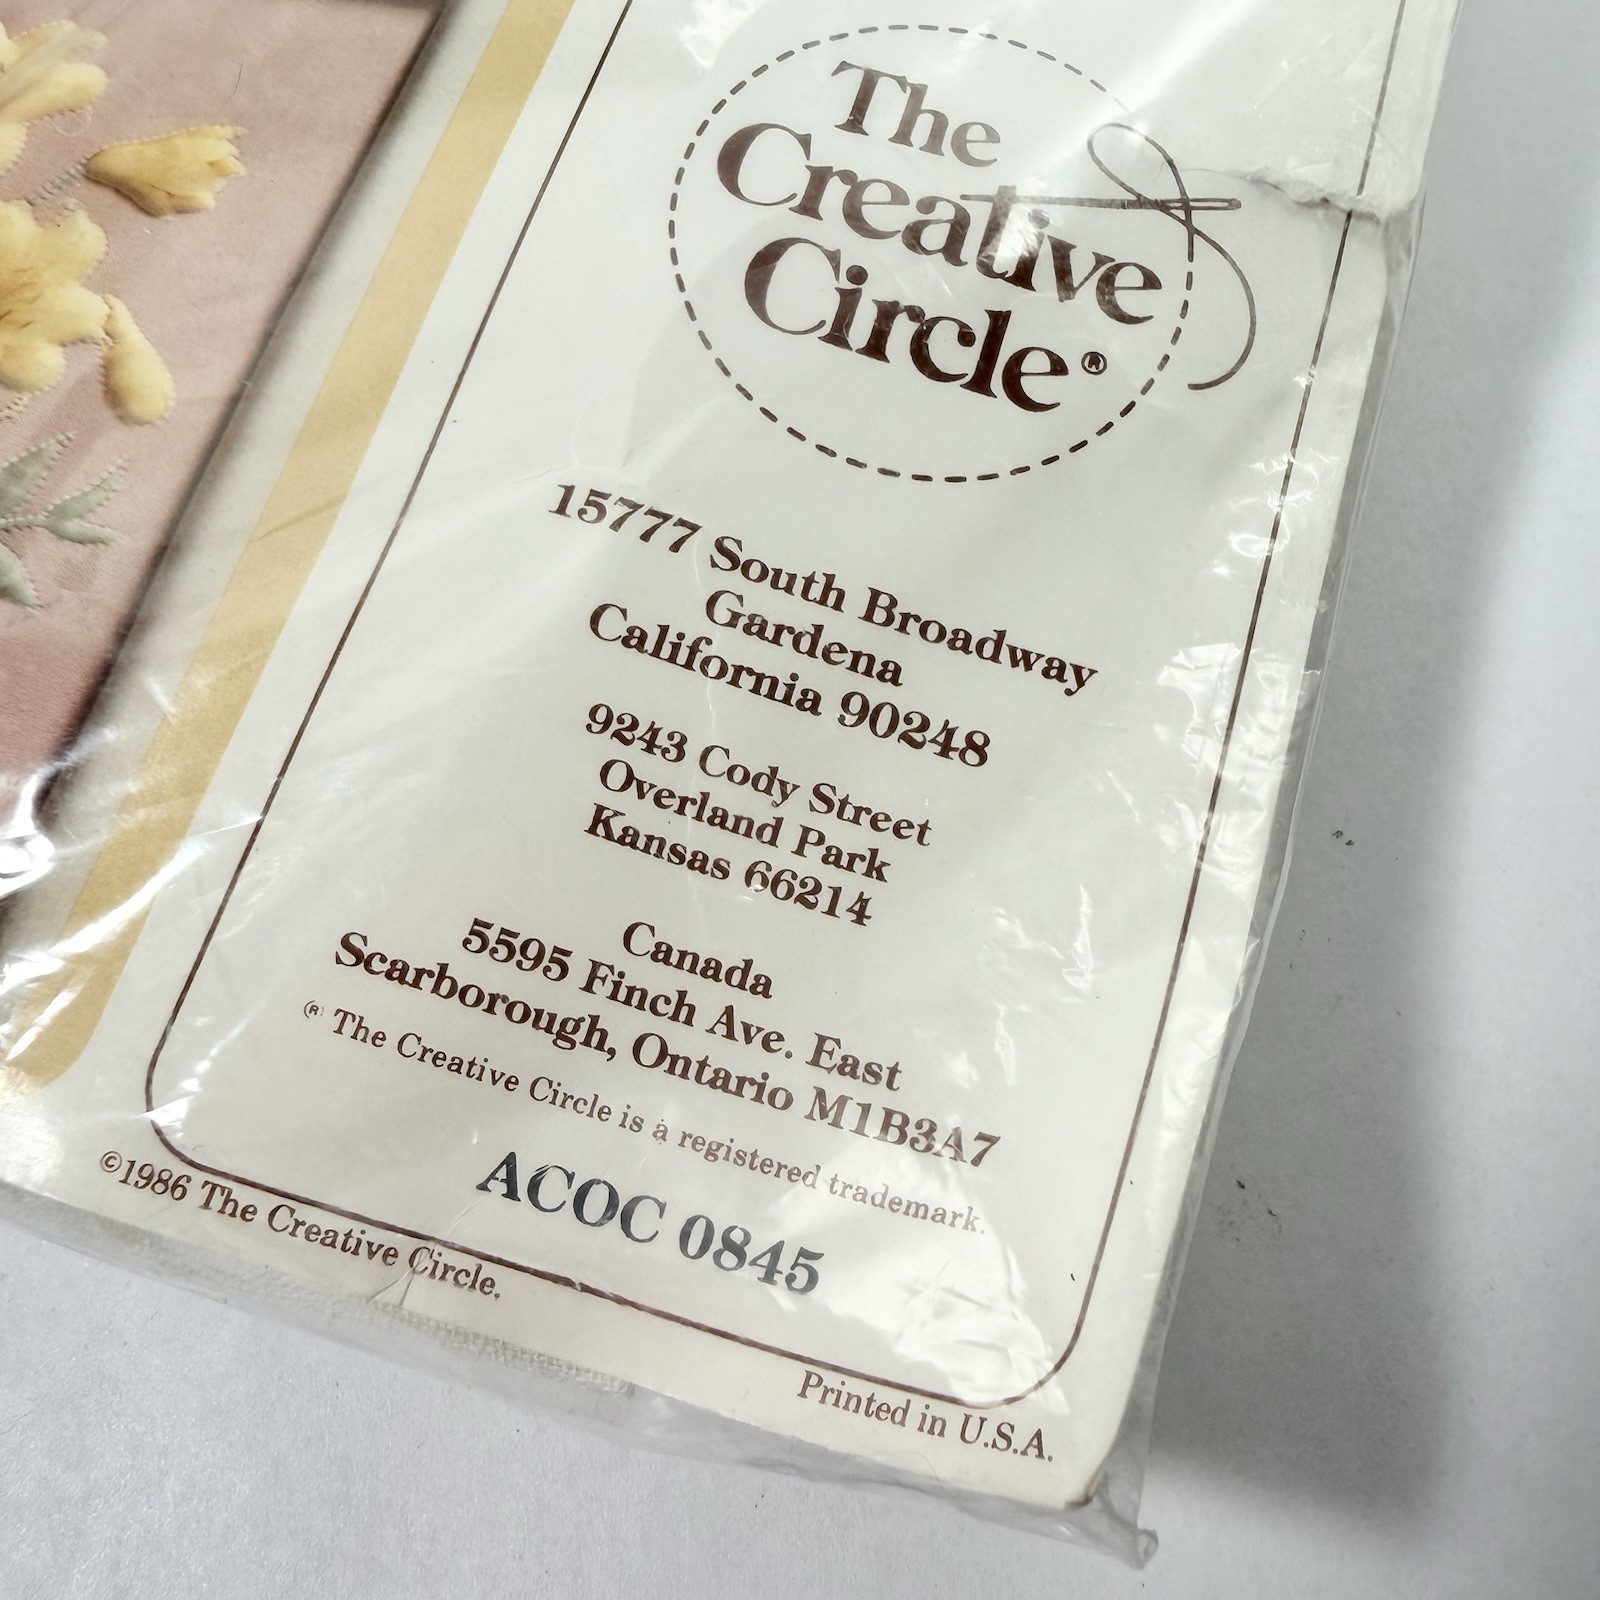 The
Creative
Circle®
15777 South Broadway
Gardena
California 90248
9243 Cody Street
Overland Park
Kansas 66214
Canada
5595 Finch Ave. East
Scarborough, Ontario M1B3A7
® The Creative Circle is a registered trademark.
ACOC 0845
©1986 The Creative Circle.
Printed in U.S.A.